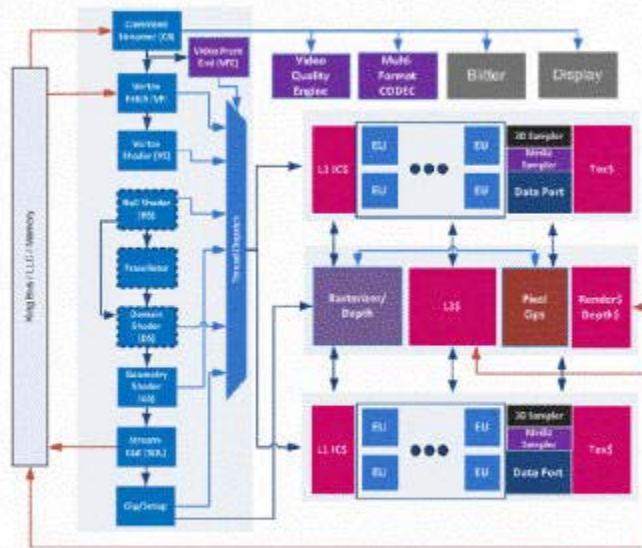 Command
Streamer (CS)
Video Front
End (VFE)
Video
Quality
Engine
Multi-
Format
CODEC
Blitter
Display
Vertex
Fetch (VF)
Vertex
Shader (VS)
Hull Shader
(HS)
Tessellator
Domain
Shader
(DS)
Geometry
Shader
(GS)
Stream
Out (SOL)
Clip/Setup
Ring Bus / LLC / Memory
Thread Dispatch
L1 IC$
EU
EU
EU
EU
3D Sampler
Media
Sampler
Data Port
Tex$
Rasterizer/
Depth
L3$
Pixel
Ops
Render$
Depth$
L1 IC$
EU
EU
EU
EU
3D Sampler
Media
Sampler
Data Port
Tex$